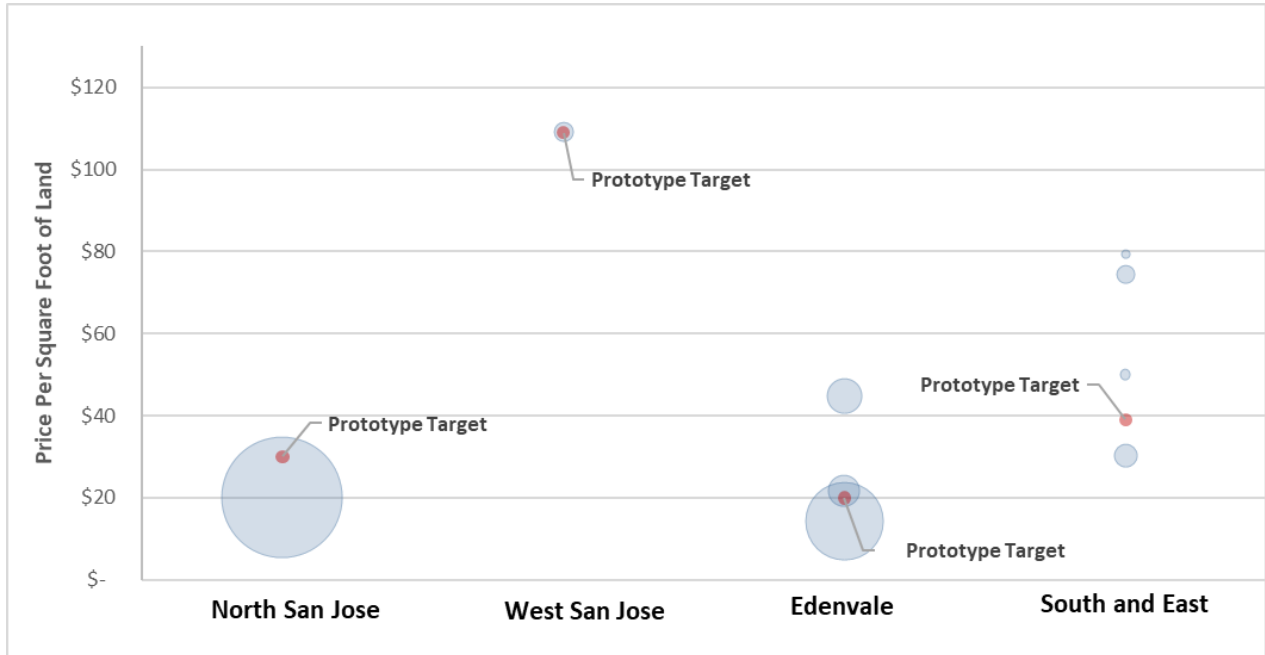 Price Per Square Foot of Land
$120
$100
$80
$60
$40
$20
$-
Prototype Target
Prototype Target
Prototype Target
Prototype Target
North San Jose
West San Jose
Edenvale
South and East